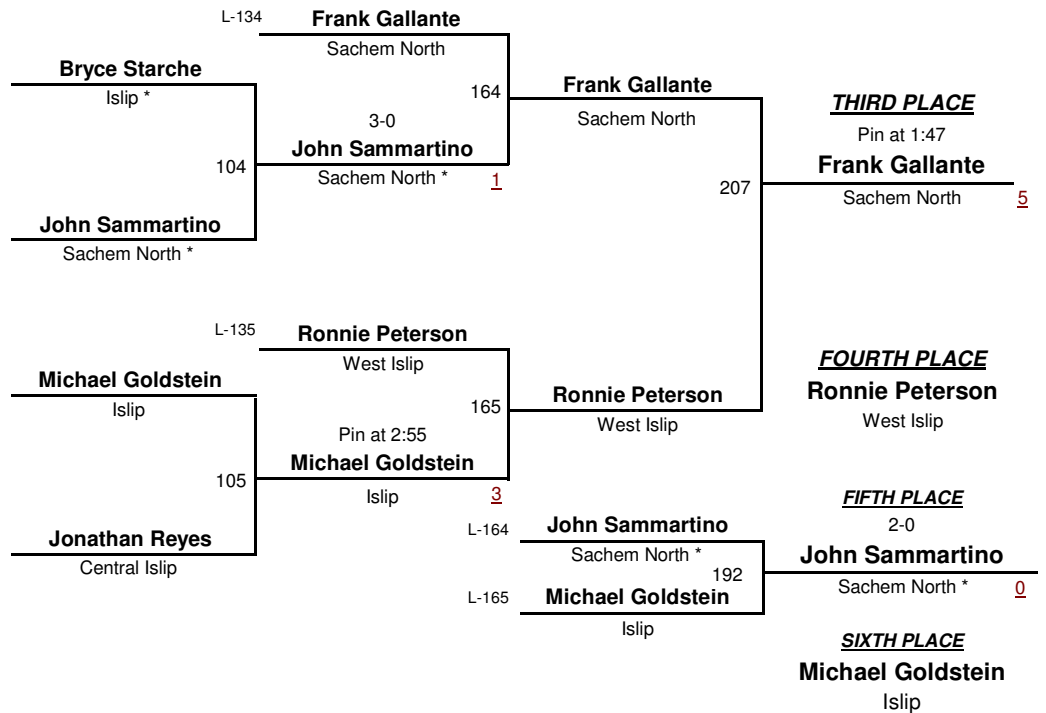 L-134
Frank Gallante
Sachem North
Bryce Starche
Islip *
164
Frank Gallante
Sachem North
THIRD PLACE
3-0
Pin at 1:47
104
John Sammartino
Sachem North *
1
Frank Gallante
207
Sachem North
5
John Sammartino
Sachem North *
L-135
Ronnie Peterson
West Islip
FOURTH PLACE
Michael Goldstein
Islip
165
Ronnie Peterson
West Islip
Ronnie Peterson
West Islip
Pin at 2:55
105
Michael Goldstein
Islip
3
FIFTH PLACE
L-164
John Sammartino
Sachem North *
2-0
Jonathan Reyes
Central Islip
192
John Sammartino
Sachem North *
0
L-165
Michael Goldstein
Islip
SIXTH PLACE
Michael Goldstein
Islip